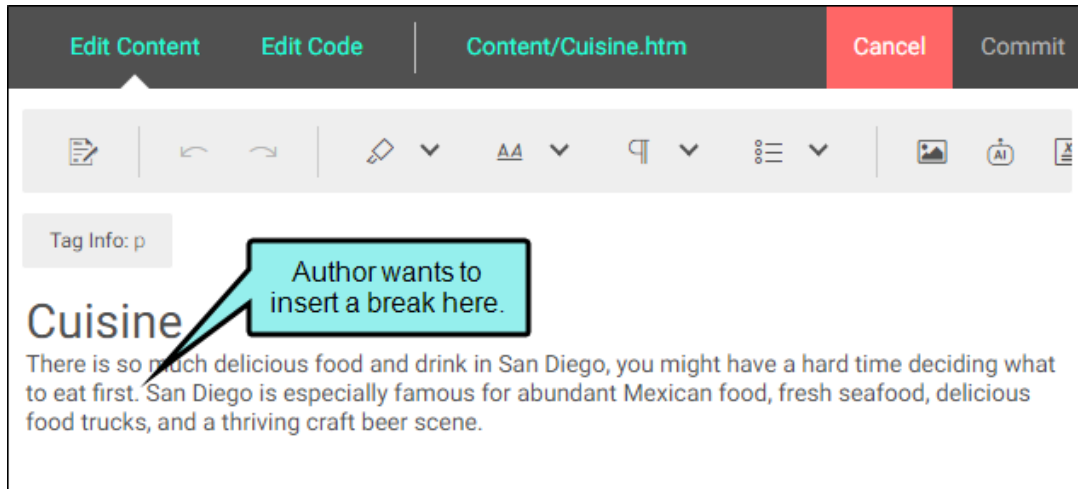 Edit Content Edit Code Content/Cuisine.htm Cancel Commit
AA AI X
Tag Info: p
Author wants to
insert a break here.
Cuisine
There is so much delicious food and drink in San Diego, you might have a hard time deciding what
to eat first. San Diego is especially famous for abundant Mexican food, fresh seafood, delicious
food trucks, and a thriving craft beer scene.